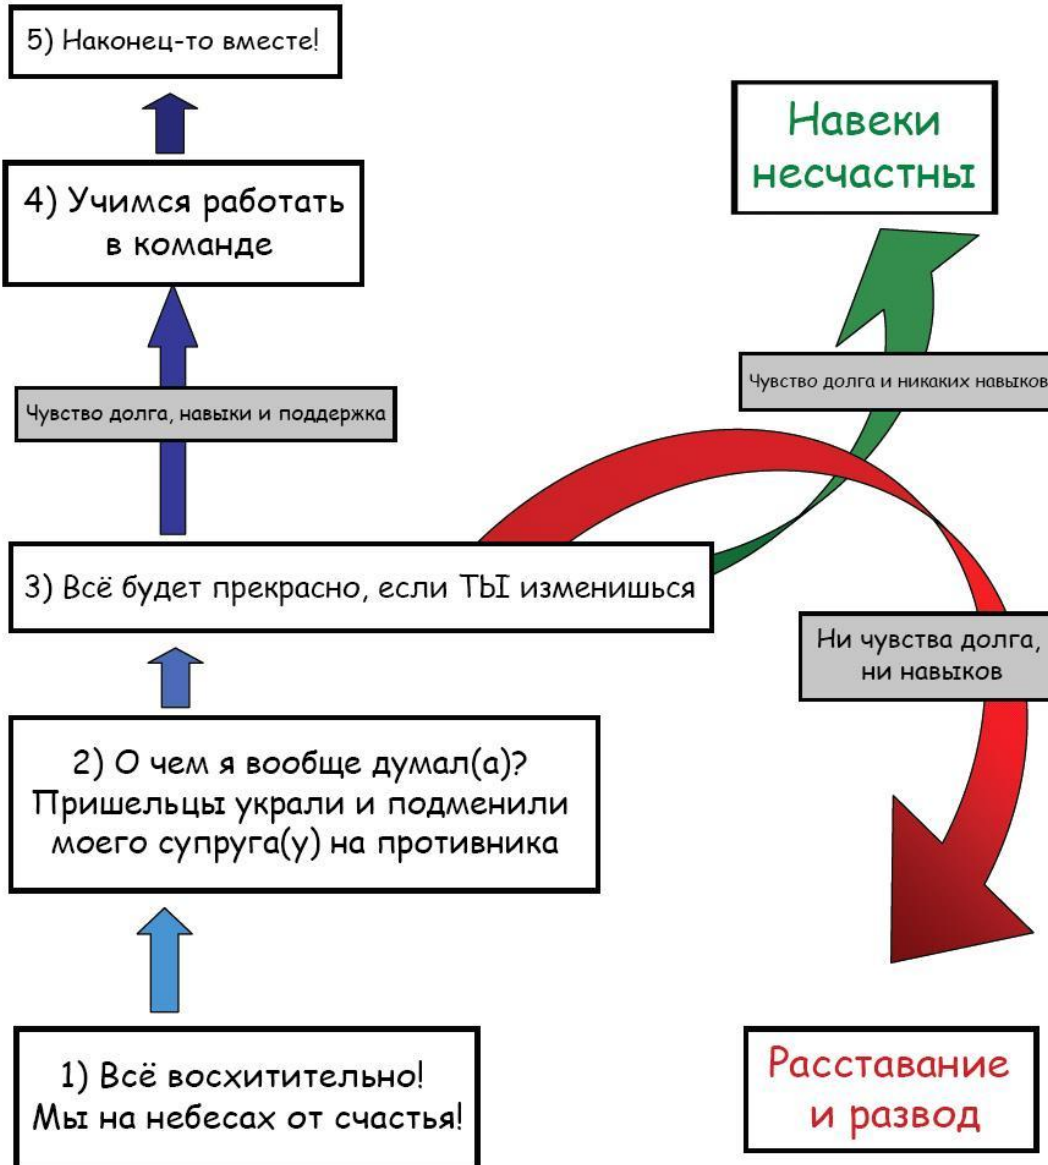 5) Наконец-то вместе!
Навеки
несчастны
4) Учимся работать
в команде
Чувство долга и никаких навыков
Чувство долга, навыки и поддержка
3) Всё будет прекрасно, если ТЫ изменишься
Ни чувства долга,
ни навыков
2) О чем я вообще думал(а)?
Пришельцы украли и подменили
моего супруга(у) на противника
1) Всё восхитительно!
Мы на небесах от счастья!
Расставание
и развод